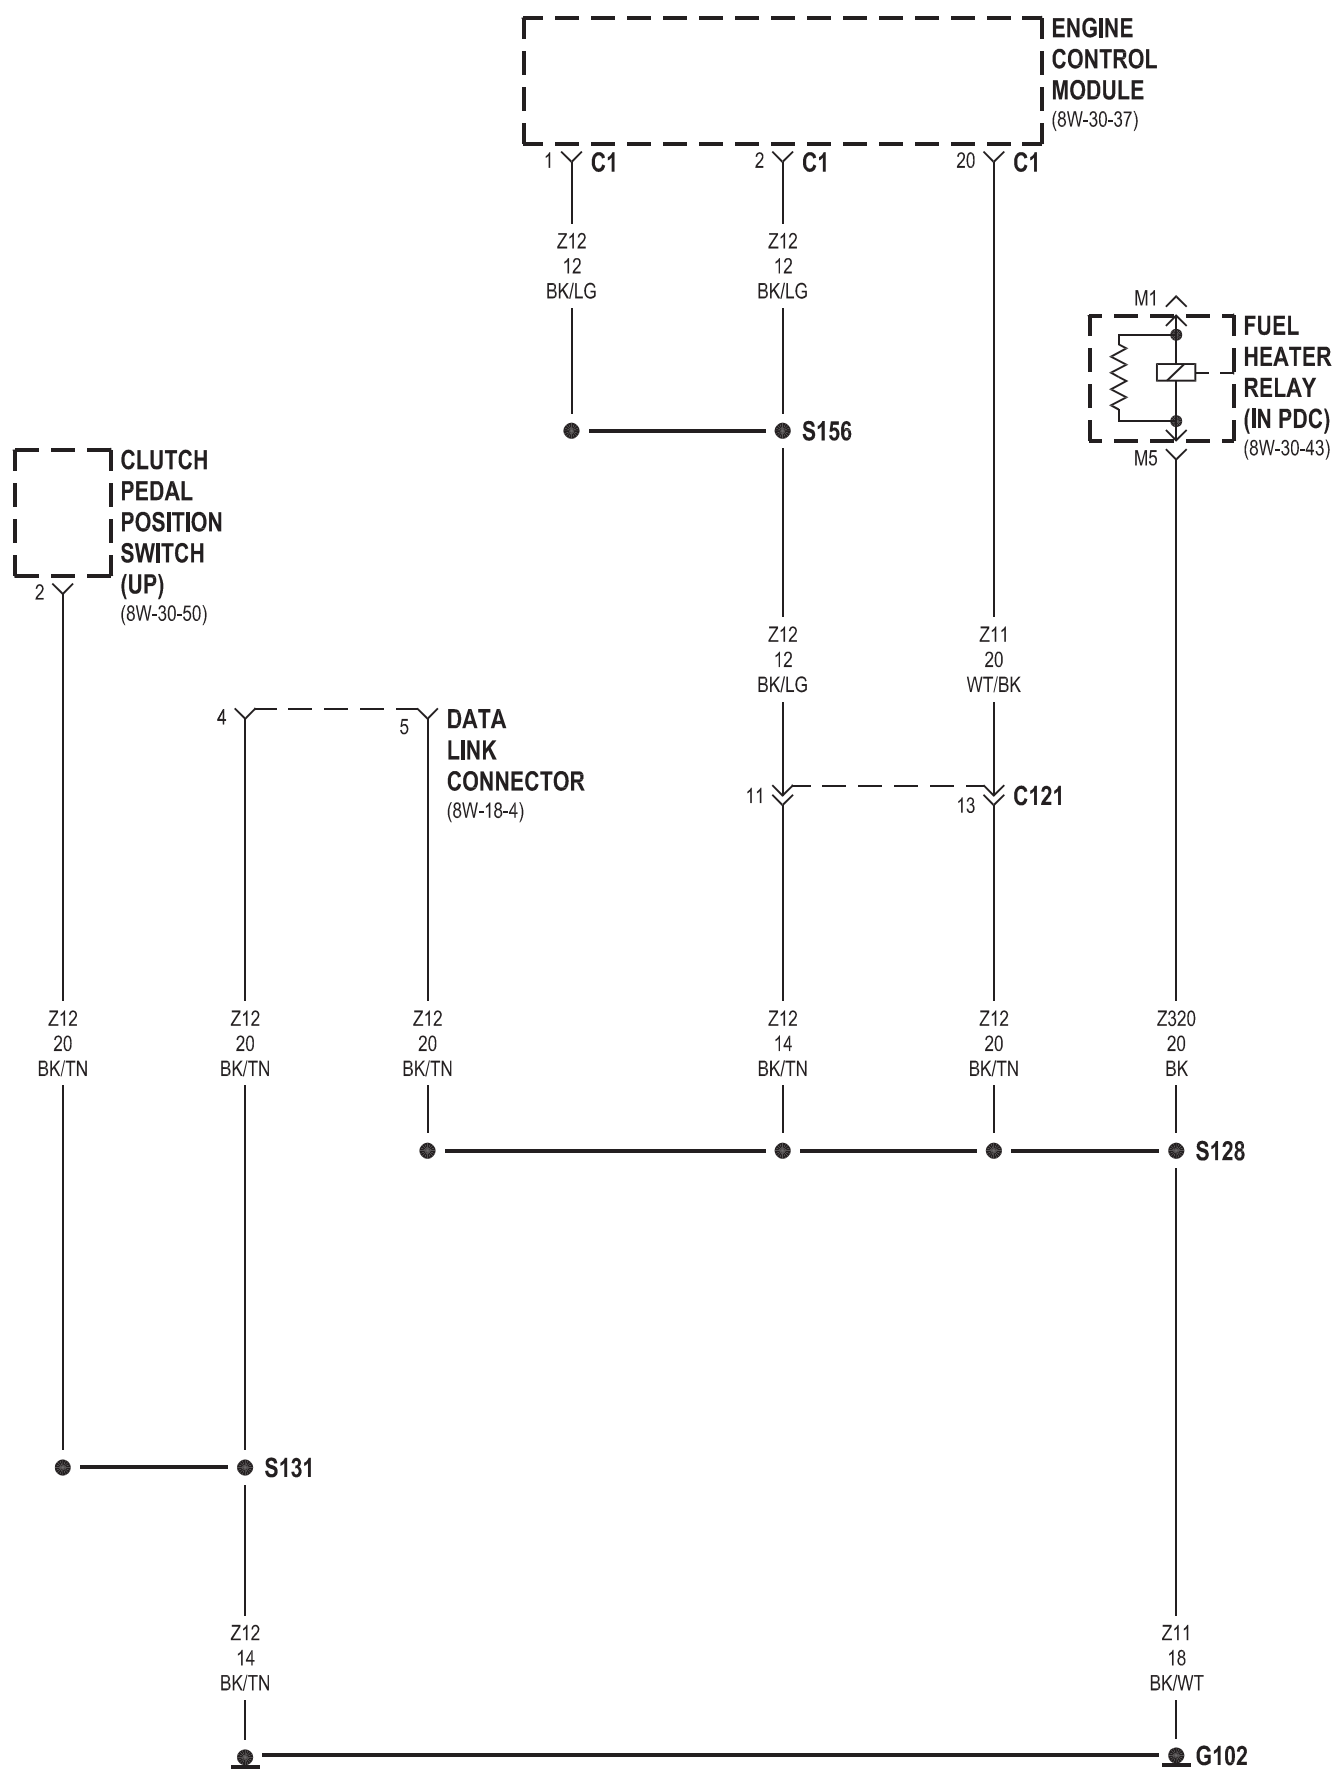 ENGINE
CONTROL
MODULE
(8W-30-37)
1 C1
2 C1
20 C1
Z12
12
BK/LG
Z12
12
BK/LG
M1
FUEL
HEATER
RELAY
(IN PDC)
(8W-30-43)
M5
S156
CLUTCH
PEDAL
POSITION
SWITCH
(UP)
(8W-30-50)
2
Z12
12
BK/LG
Z11
20
WT/BK
4
5
DATA
LINK
CONNECTOR
(8W-18-4)
11
13
C121
Z12
20
BK/TN
Z12
20
BK/TN
Z12
20
BK/TN
Z12
14
BK/TN
Z12
20
BK/TN
Z320
20
BK
S128
S131
Z12
14
BK/TN
Z11
18
BK/WT
G102